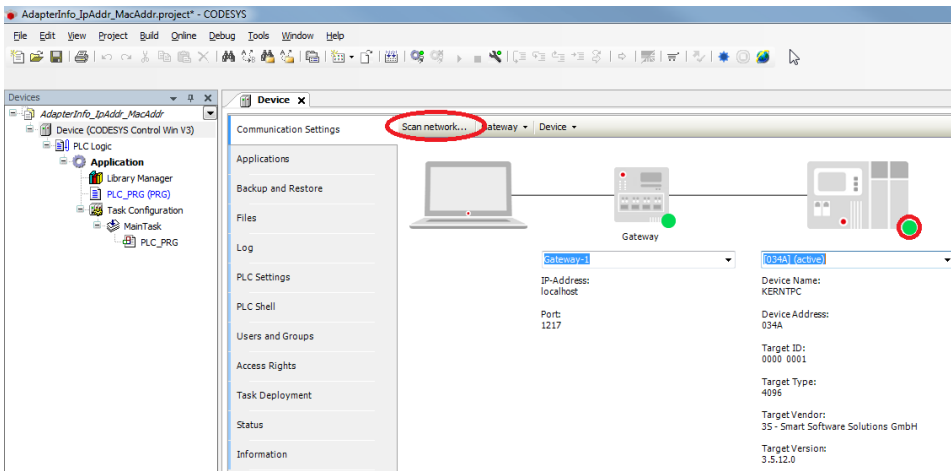 AdapterInfo_IpAddr_MacAddr.project* - CODESYS
File Edit View Project Build Online Debug Tools Window Help
Devices
AdapterInfo_IpAddr_MacAddr
Device (CODESYS Control Win V3)
PLC Logic
Application
Library Manager
PLC_PRG (PRG)
Task Configuration
MainTask
PLC_PRG
Device
Communication Settings
Applications
Backup and Restore
Files
Log
PLC Settings
PLC Shell
Users and Groups
Access Rights
Task Deployment
Status
Information
Scan network... Gateway Device
Gateway
Gateway-1
IP-Address:
localhost
Port:
1217
[034A] (active)
Device Name:
KERNTPC
Device Address:
034A
Target ID:
0000 0001
Target Type:
4096
Target Vendor:
3S - Smart Software Solutions GmbH
Target Version:
3.5.12.0